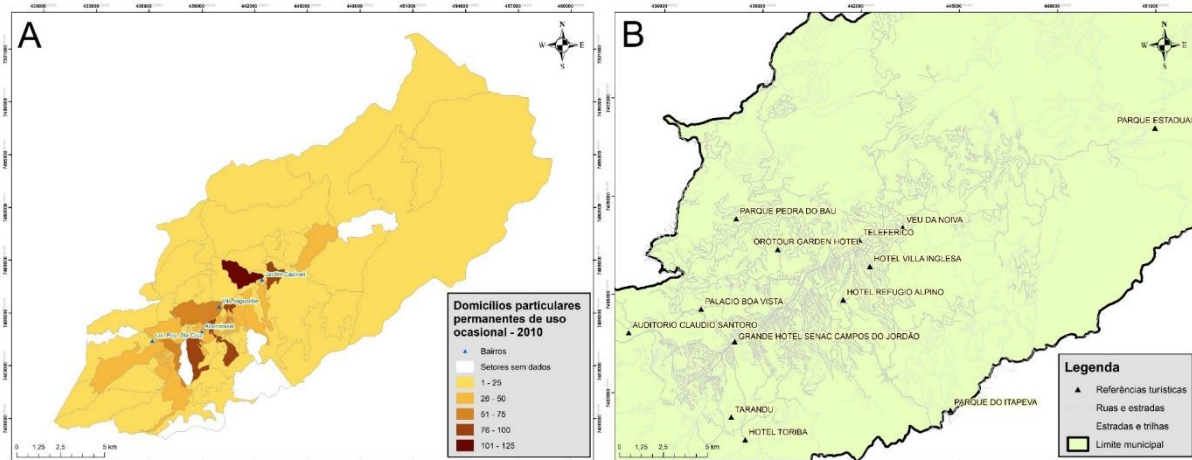 A
N
W
E
S
Jardim Capivari
Vila Jaguaribe
Abernéssia
Domicílios particulares
permanentes de uso
ocasional - 2010
Bairros
Setores sem dados
1 - 25
26 - 50
51 - 75
76 - 100
101 - 125
0
1,25
2,5
5 km
B
N
W
E
S
PARQUE ESTADUAL
PARQUE PEDRA DO BAU
VEU DA NOIVA
TELEFERICO
OROTOUR GARDEN HOTEL
HOTEL VILLA INGLESA
HOTEL REFUGIO ALPINO
PALACIO BOA VISTA
AUDITORIO CLAUDIO SANTORO
GRANDE HOTEL SENAC CAMPOS DO JORDÃO
PARQUE DO ITAPEVA
TARANDU
HOTEL TORIBA
Legenda
Referências turísticas
Ruas e estradas
Estradas e trilhas
Limite municipal
0
1,25
2,5
5 km